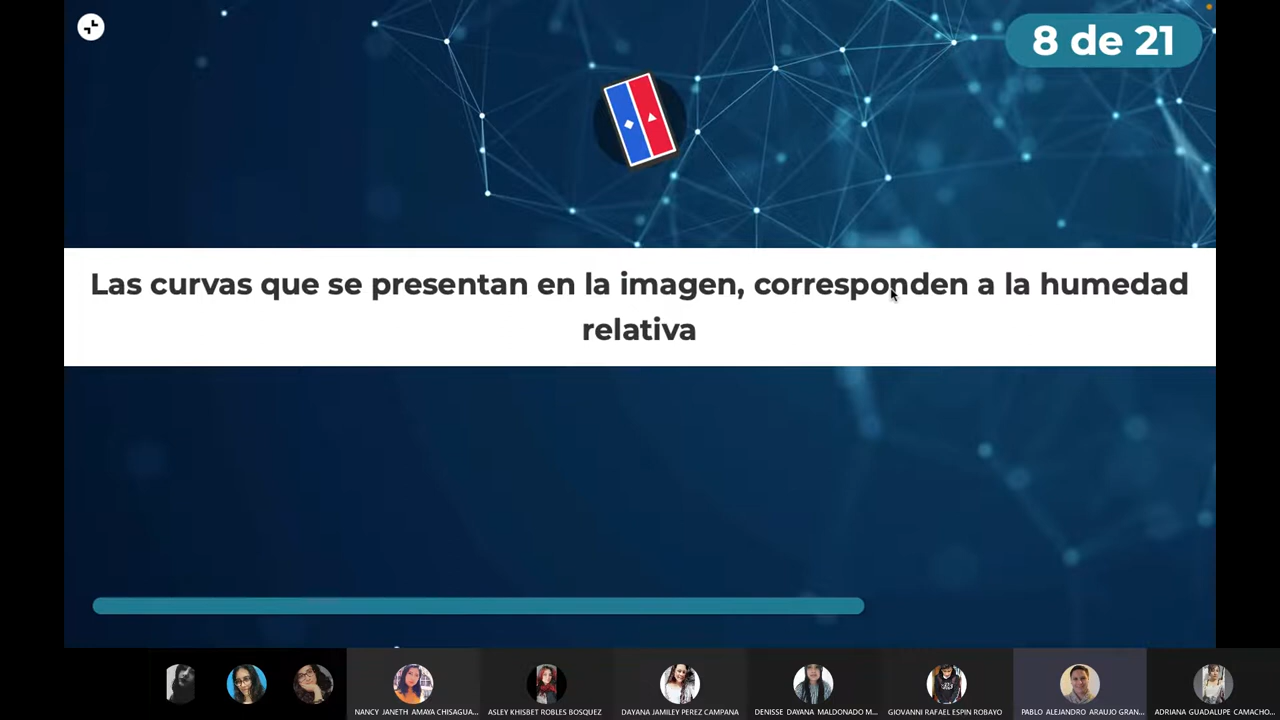 8 de 21
Las curvas que se presentan en la imagen, corresponden a la humedad
relativa
NANCY JANETH AMAYA CHISAGUA...
ASLEY KHISBET ROBLES BOSQUEZ
DAYANA JAMILEY PEREZ CAMPANA
DENISSE DAYANA MALDONADO M...
GIOVANNI RAFAEL ESPIN ROBAYO
PABLO ALEJANDRO ARAUJO GRAN...
ADRIANA GUADALUPE CAMACHO...